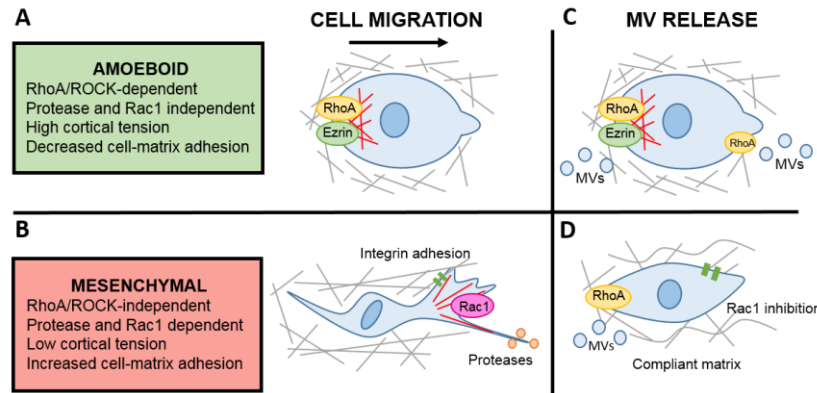 A
CELL MIGRATION
AMOEBOID
RhoA/ROCK-dependent
Protease and Rac1 independent
High cortical tension
Decreased cell-matrix adhesion
RhoA
Ezrin
C
MV RELEASE
RhoA
Ezrin
RhoA
MVs
MVs
B
MESENCHYMAL
RhoA/ROCK-independent
Protease and Rac1 dependent
Low cortical tension
Increased cell-matrix adhesion
Integrin adhesion
Rac1
Proteases
D
RhoA
Rac1 inhibition
MVs
Compliant matrix